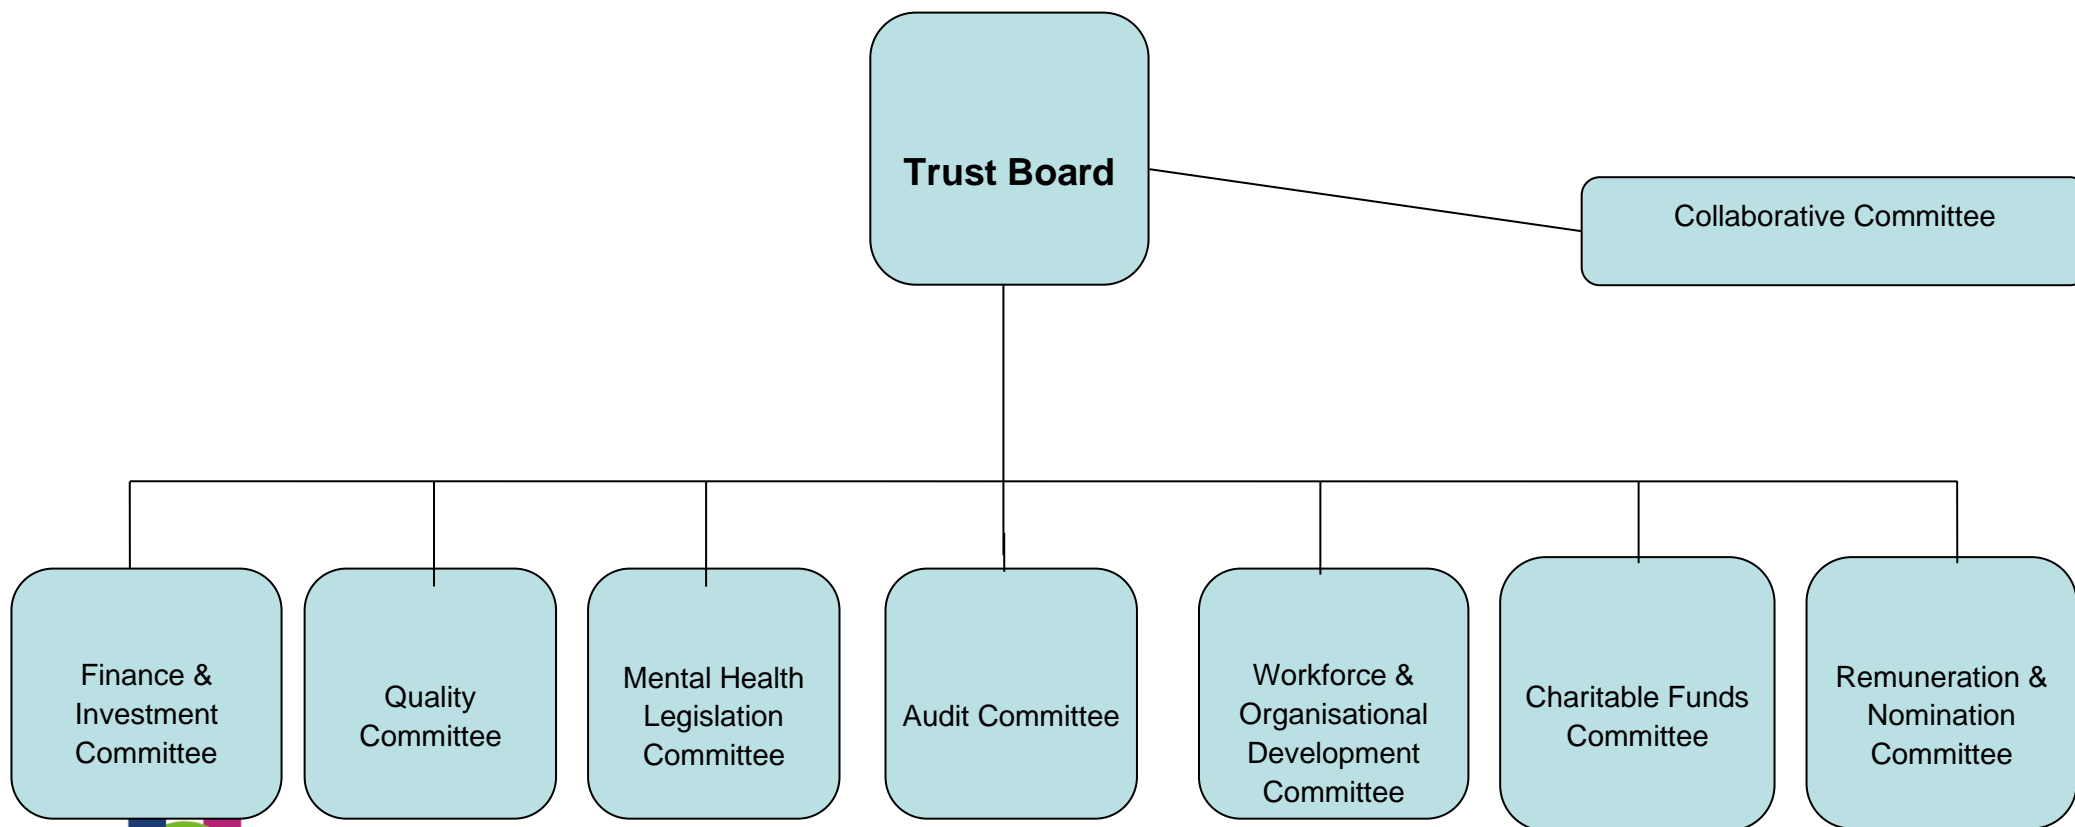 Trust Board
Collaborative Committee
Finance &
Investment
Committee
Quality
Committee
Mental Health
Legislation
Committee
Audit Committee
Workforce &
Organisational
Development
Committee
Charitable Funds
Committee
Remuneration &
Nomination
Committee